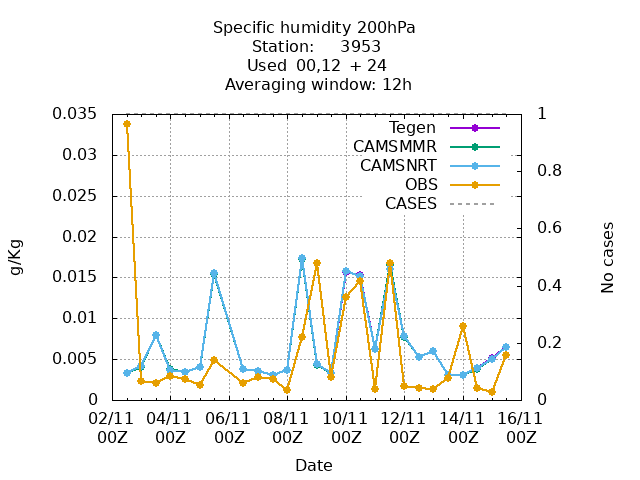 Specific humidity 200hPa
Station: 3953
Used 00,12 + 24
Averaging window: 12h
0.035
0.03
0.025
0.02
0.015
0.01
0.005
0
1
0.8
0.6
0.4
0.2
0
Tegen
CAMSMMR
CAMSNRT
OBS
CASES
g/Kg
No cases
02/11 04/11 06/11 08/11 10/11 12/11 14/11 16/11
00Z 00Z 00Z 00Z 00Z 00Z 00Z 00Z
Date